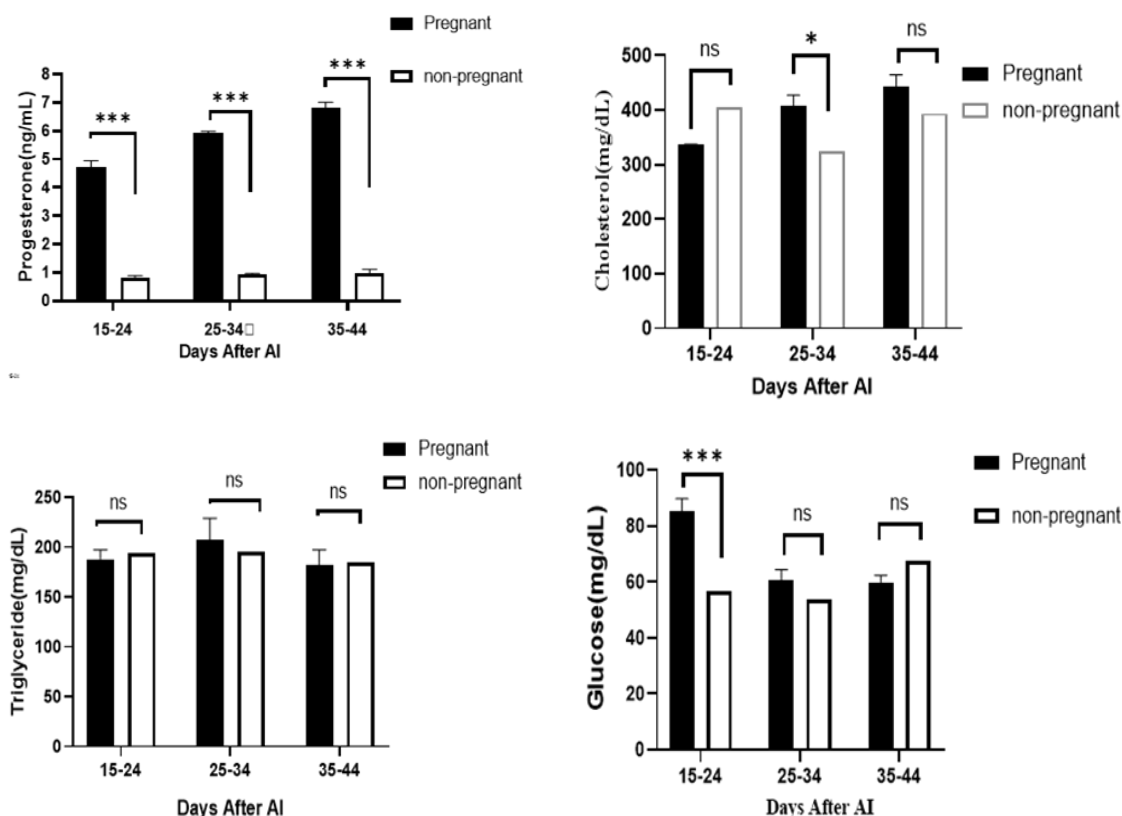 Pregnant
non-pregnant
Progesterone(ng/mL)
9
8
7
6
5
4
3
2
1
0
***
***
***
15-24
25-34□
35-44
Days After AI
Pregnant
non-pregnant
Cholesterol(mg/dL)
500
400
300
200
100
0
ns
*
ns
15-24
25-34
35-44
Days After AI
Pregnant
non-pregnant
Triglyceride(mg/dL)
250
200
150
100
50
0
ns
ns
ns
15-24
25-34
35-44
Days After AI
Pregnant
non-pregnant
Glucose(mg/dL)
100
80
60
40
20
0
***
ns
ns
15-24
25-34
35-44
Days After AI